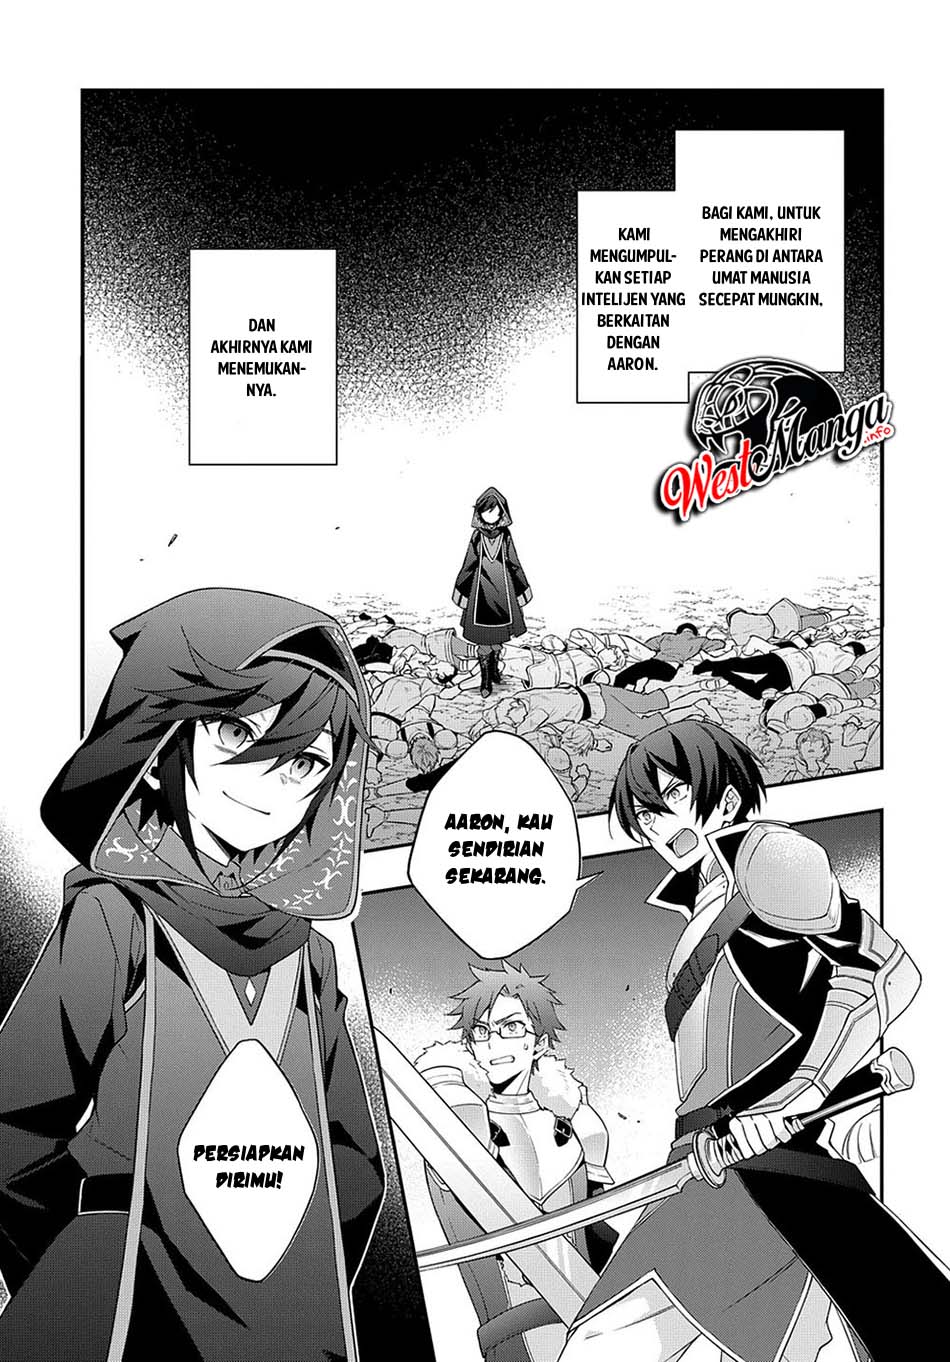 BAGI KAMI, UNTUK
MENGAKHIRI
PERANG DI ANTARA
UMAT MANUSIA
SECEPAT MUNGKIN,
KAMI
MENGUMPUL-
KAN SETIAP
INTELIJEN YANG
BERKAITAN
DENGAN
AARON.
DAN
AKHIRNYA KAMI
MENEMUKAN-
NYA.
WestManga
.info
AARON, KAU
SENDIRIAN
SEKARANG.
PERSIAPKAN
DIRIMU!